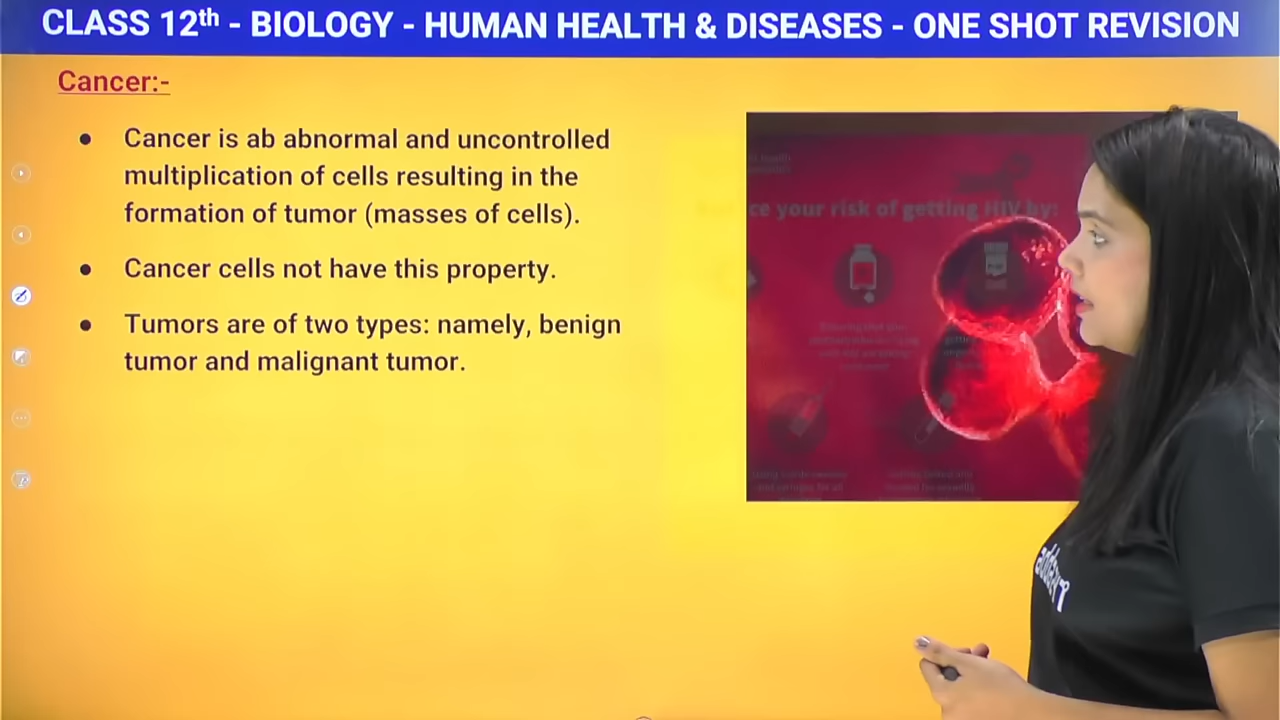 CLASS 12th - BIOLOGY - HUMAN HEALTH & DISEASES - ONE SHOT REVISION
Cancer:-
• Cancer is ab abnormal and uncontrolled
multiplication of cells resulting in the
formation of tumor (masses of cells).
• Cancer cells not have this property.
• Tumors are of two types: namely, benign
tumor and malignant tumor.
ce your risk of getting HIV by: